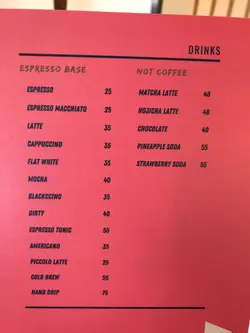 DRINKS
ESPRESSO BASE
ESPRESSO 25
ESPRESSO MACCHIATO 25
LATTE 35
CAPPUCCINO 35
FLAT WHITE 35
MOCHA 40
BLACKCCINO 35
DIRTY 40
ESPRESSO TONIC 55
AMERICANO 35
PICCOLO LATTE 25
COLD BREW 55
HAND DRIP 75
NOT COFFEE
MATCHA LATTE 40
HOJICHA LATTE 40
CHOCOLATE 40
PINEAPPLE SODA 55
STRAWBERRY SODA 55